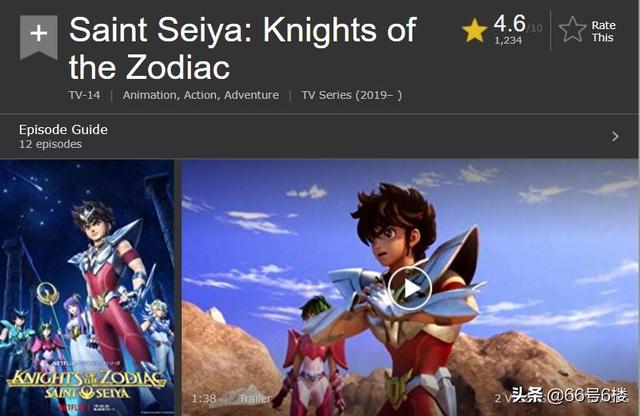 Saint Seiya: Knights of
the Zodiac
4.6/10
1,234
Rate
This
TV-14 | Animation, Action, Adventure | TV Series (2019– )
Episode Guide
12 episodes
NETFLIX
KNIGHTS OF THE ZODIAC
SAINT SEIYA
NETFLIX
1:38 Trailer
2 V
头条 @66号6楼